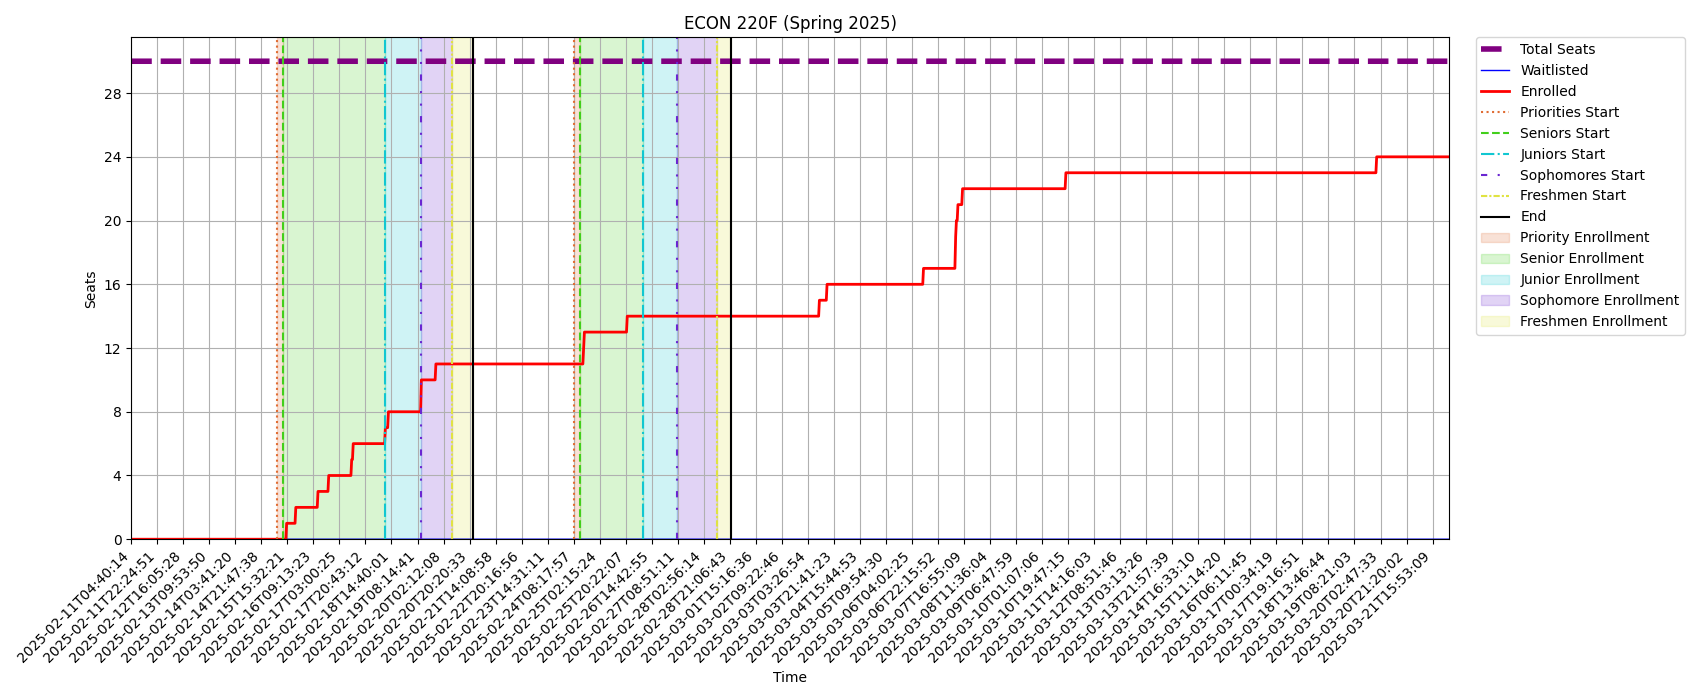 ECON 220F (Spring 2025)
Total Seats
Waitlisted
Enrolled
Priorities Start
Seniors Start
Juniors Start
Sophomores Start
Freshmen Start
End
Priority Enrollment
Senior Enrollment
Junior Enrollment
Sophomore Enrollment
Freshmen Enrollment
Seats
28
24
20
16
12
8
4
0
2025-02-11T04:40:14
2025-02-11T22:24:51
2025-02-12T16:05:28
2025-02-13T09:53:50
2025-02-14T03:41:20
2025-02-14T21:47:38
2025-02-15T15:32:21
2025-02-16T09:13:23
2025-02-17T03:00:25
2025-02-17T20:43:12
2025-02-18T14:40:01
2025-02-19T08:14:41
2025-02-20T02:12:08
2025-02-20T20:20:33
2025-02-21T14:08:58
2025-02-22T20:16:56
2025-02-23T14:31:11
2025-02-24T08:17:57
2025-02-25T02:15:24
2025-02-25T20:22:07
2025-02-26T14:42:55
2025-02-27T08:51:11
2025-02-28T02:56:14
2025-02-28T21:06:43
2025-03-01T15:16:36
2025-03-02T09:22:46
2025-03-03T03:26:54
2025-03-03T21:41:23
2025-03-04T15:44:53
2025-03-05T09:54:30
2025-03-06T04:02:25
2025-03-06T22:15:52
2025-03-07T16:55:09
2025-03-08T11:36:04
2025-03-09T06:47:59
2025-03-10T01:07:06
2025-03-10T19:47:15
2025-03-11T14:16:03
2025-03-12T08:51:46
2025-03-13T03:13:26
2025-03-13T21:57:39
2025-03-14T16:33:10
2025-03-15T11:14:20
2025-03-16T06:11:45
2025-03-17T00:34:19
2025-03-17T19:16:51
2025-03-18T13:46:44
2025-03-19T08:21:03
2025-03-20T02:47:33
2025-03-20T21:20:02
2025-03-21T15:53:09
Time